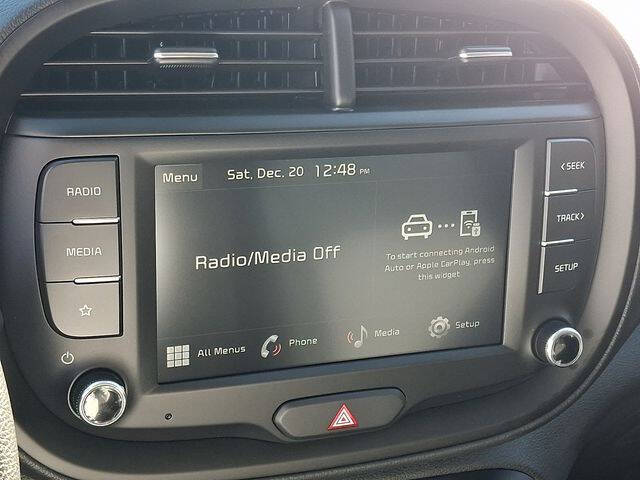 RADIO
MEDIA
Menu
Sat, Dec. 20 12:48 PM
Radio/Media Off
To start connecting Android
Auto or Apple CarPlay, press
this widget
All Menus
Phone
Media
Setup
<SEEK
TRACK>
SETUP